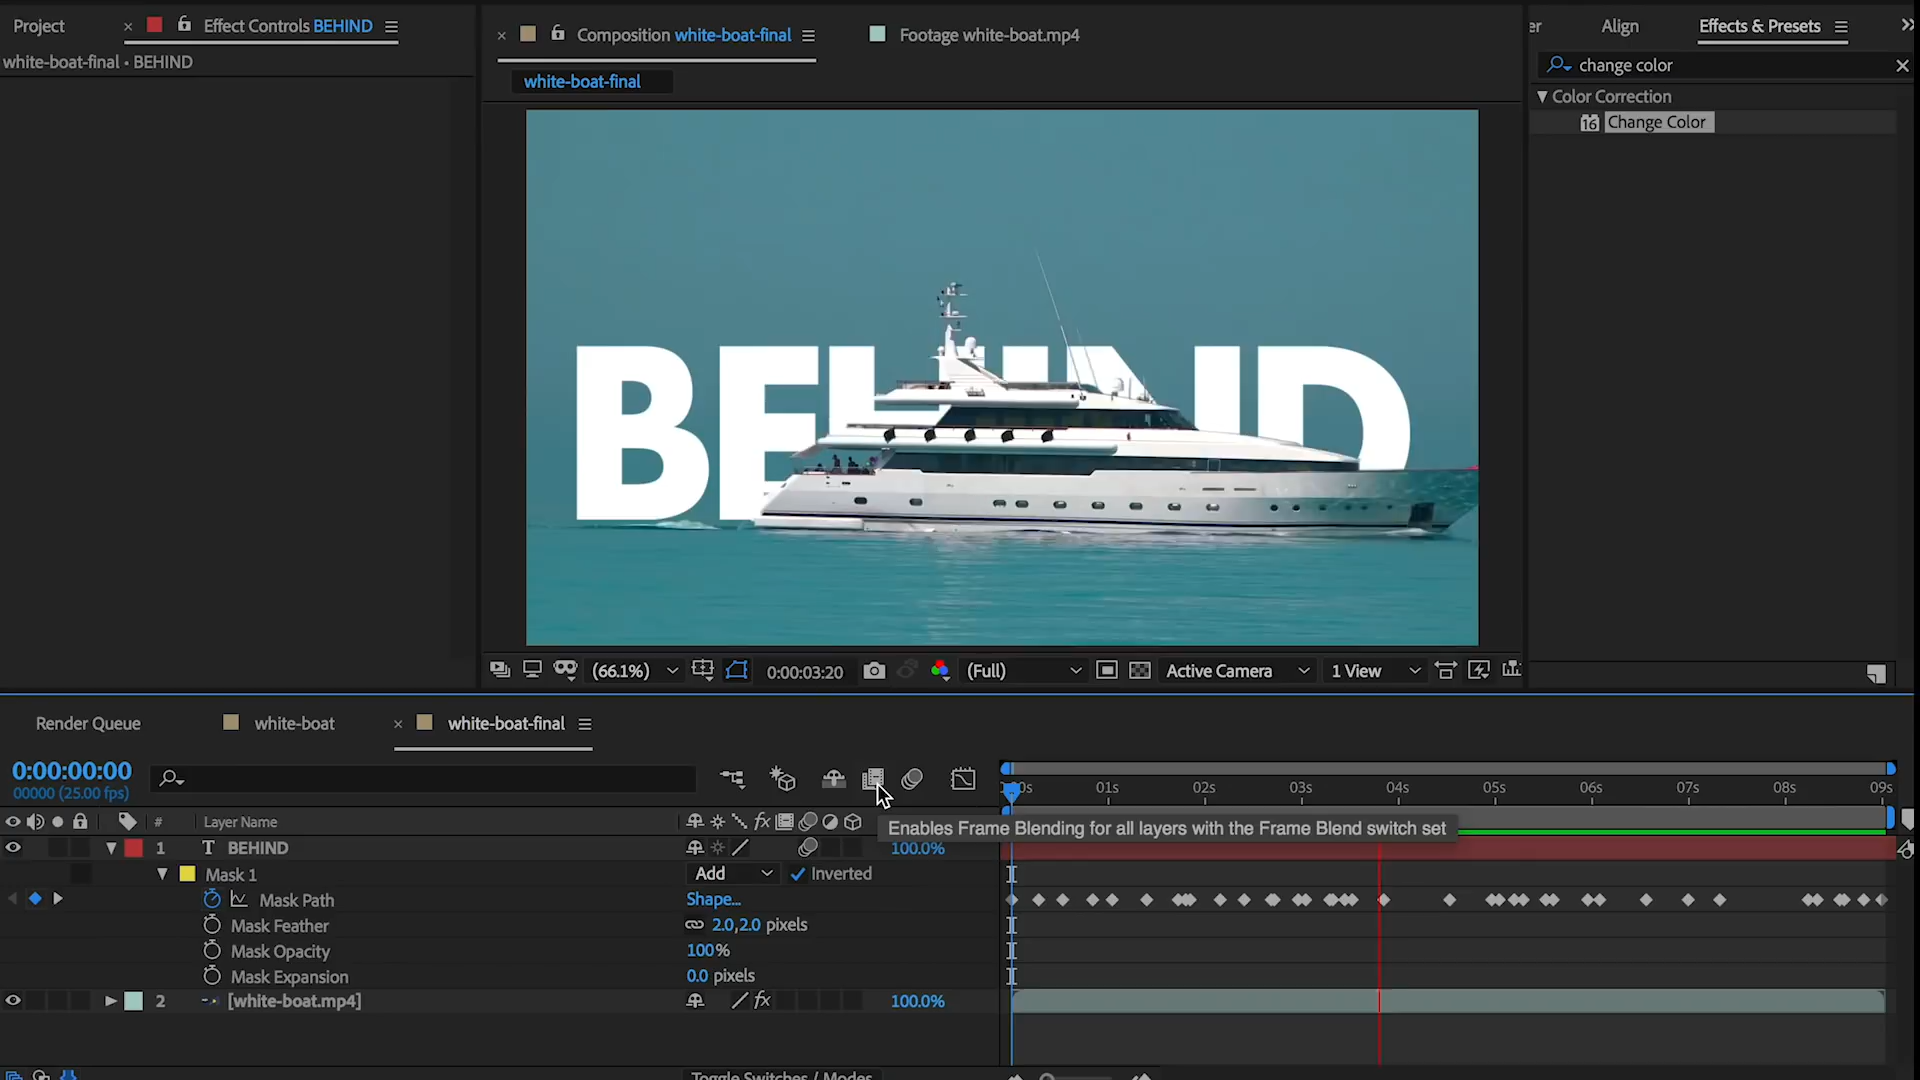 Project
Effect Controls BEHIND
white-boat-final • BEHIND
Composition white-boat-final
Footage white-boat.mp4
er
Align
Effects & Presets
white-boat-final
change color
Color Correction
16 Change Color
BEHIND
(66.1%)
0:00:03:20
(Full)
Active Camera
1 View
Render Queue
white-boat
white-boat-final
0:00:00:00
00000 (25.00 fps)
0s 01s 02s 03s 04s 05s 06s 07s 08s 09s
# Layer Name
fx
Enables Frame Blending for all layers with the Frame Blend switch set
1 T BEHIND
100.0%
Mask 1
Add
Inverted
Mask Path
Shape...
Mask Feather
2.0,2.0 pixels
Mask Opacity
100%
Mask Expansion
0.0 pixels
2 [white-boat.mp4]
fx
100.0%
Toggle Switches / Modes